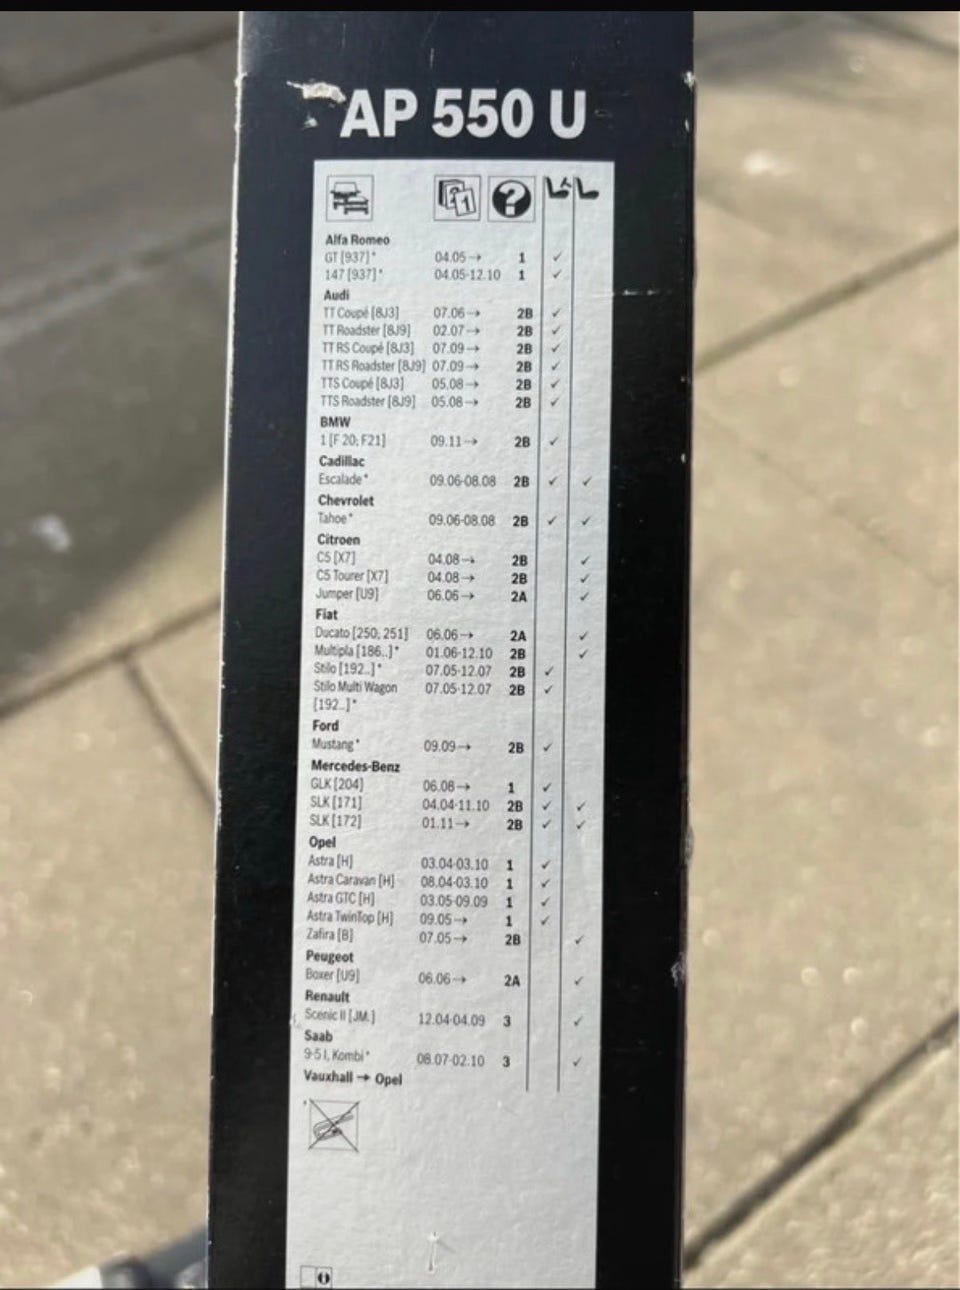 AP 550 U
21 ?
Alfa Romeo
GT [937]* 04.05→ 1 ✓
147 [937]* 04.05-12.10 1 ✓
Audi
TT Coupé [8J3] 07.06→ 2B ✓
TT Roadster [8J9] 02.07→ 2B ✓
TT RS Coupé [8J3] 07.09→ 2B ✓
TT RS Roadster [8J9] 07.09→ 2B ✓
TTS Coupé [8J3] 05.08→ 2B ✓
TTS Roadster [8J9] 05.08→ 2B ✓
BMW
1 [F 20; F21] 09.11→ 2B ✓
Cadillac
Escalade* 09.06-08.08 2B ✓ ✓
Chevrolet
Tahoe* 09.06-08.08 2B ✓ ✓
Citroen
C5 [X7] 04.08→ 2B ✓
C5 Tourer [X7] 04.08→ 2B ✓
Jumper [U9] 06.06→ 2A ✓
Fiat
Ducato [250, 251] 06.06→ 2A ✓
Multipla [186..]* 01.06-12.10 2B ✓
Stilo [192..]* 07.05-12.07 2B ✓
Stilo Multi Wagon 07.05-12.07 2B ✓
[192..]*
Ford
Mustang* 09.09→ 2B ✓
Mercedes-Benz
GLK [204] 06.08→ 1 ✓
SLK [171] 04.04-11.10 2B ✓ ✓
SLK [172] 01.11→ 2B ✓ ✓
Opel
Astra [H] 03.04-03.10 1 ✓
Astra Caravan [H] 08.04-03.10 1 ✓
Astra GTC [H] 03.05-09.09 1 ✓
Astra TwinTop [H] 09.05→ 1 ✓
Zafira [B] 07.05→ 2B ✓
Peugeot
Boxer [U9] 06.06→ 2A ✓
Renault
Scenic II [JM.] 12.04-04.09 3 ✓
Saab
9-5 I, Kombi* 08.07-02.10 3 ✓
Vauxhall → Opel
*